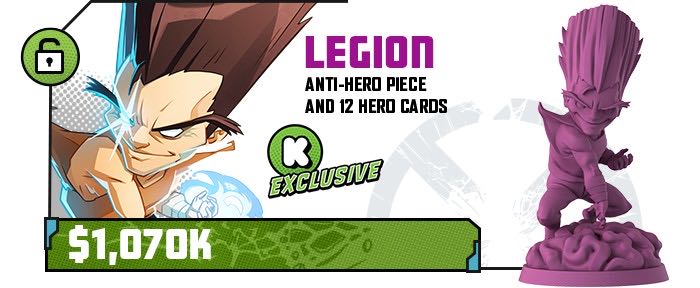 LEGION
ANTI-HERO PIECE
AND 12 HERO CARDS
K
EXCLUSIVE
$1,070K